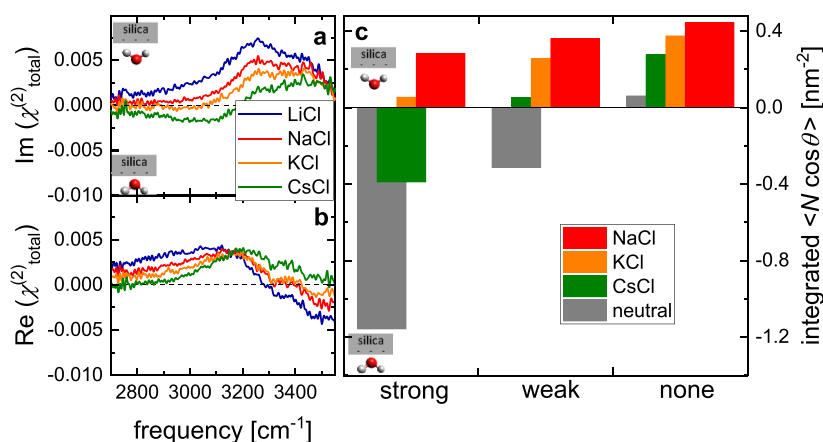 silica
a
0.005
0.000
-0.005
-0.010
Im (χ(2)total)
silica
LiCl
NaCl
KCl
CsCl
b
0.005
0.000
-0.005
-0.010
Re (χ(2)total)
2800 3000 3200 3400
frequency [cm-1]
c
silica
0.4
0.0
-0.4
-0.8
-1.2
integrated <N cosθ> [nm-2]
NaCl
KCl
CsCl
neutral
silica
strong weak none